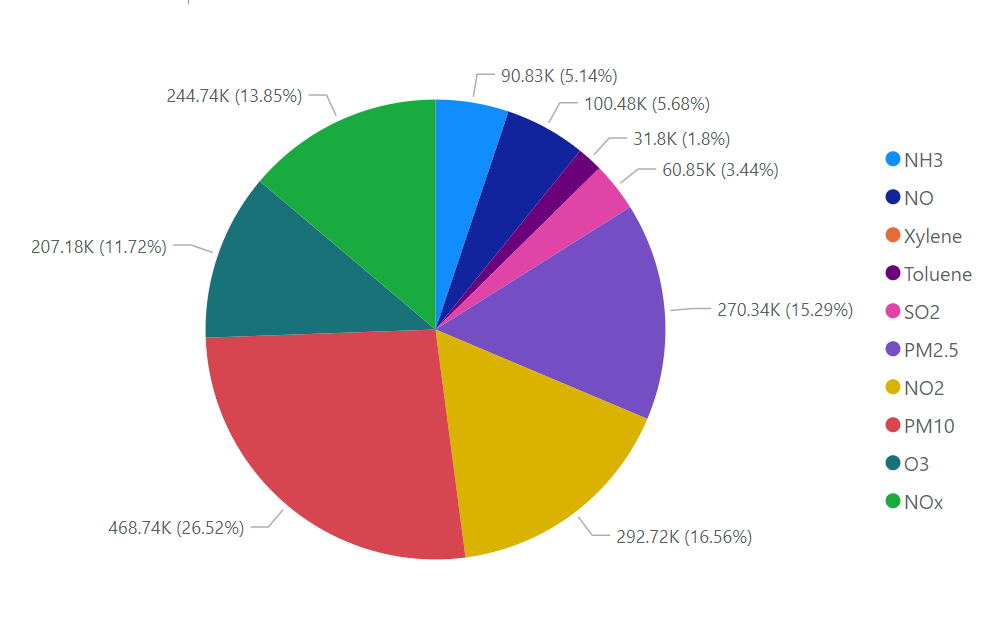 90.83K (5.14%)
100.48K (5.68%)
31.8K (1.8%)
60.85K (3.44%)
270.34K (15.29%)
292.72K (16.56%)
468.74K (26.52%)
207.18K (11.72%)
244.74K (13.85%)
NH3
NO
Xylene
Toluene
SO2
PM2.5
NO2
PM10
O3
NOx